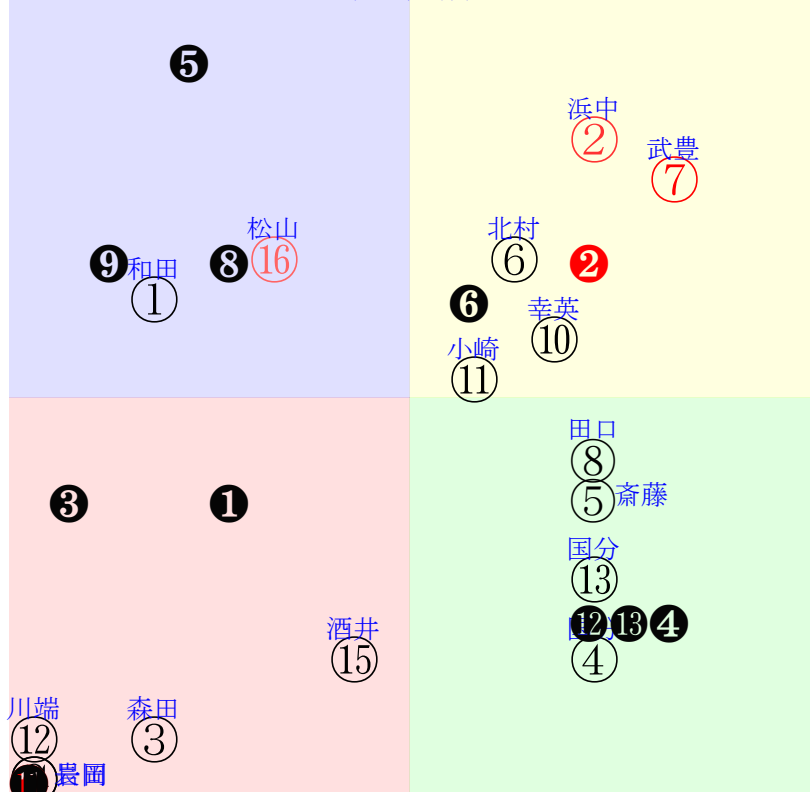 ❺
浜中
②
武豊
⑦
松山
⑯
北村
⑥
❷
❾
和田
①
❽
❻
幸英
⑩
小崎
⑪
田口
⑧
⑤ 斎藤
❸
❶
国分
⑬
⓬ ⓭ ❹
④
酒井
⑮
川端
⑫
森田
③